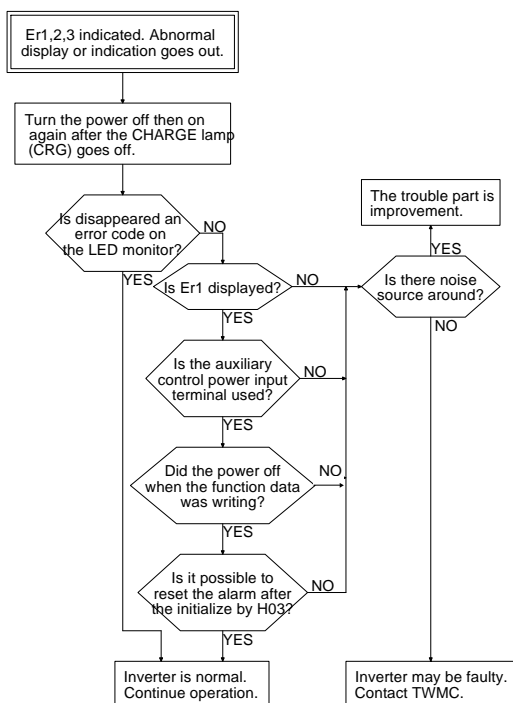 Er1,2,3 indicated. Abnormal
display or indication goes out.
Turn the power off then on
again after the CHARGE lamp
(CRG) goes off.
Is disappeared an
error code on
the LED monitor?
NO
YES
Is Er1 displayed?
NO
YES
The trouble part is
improvement.
YES
Is there noise
source around?
NO
Is the auxiliary
control power input
terminal used?
NO
YES
Did the power off
when the function data
was writing?
NO
YES
Is it possible to
reset the alarm after
the initialize by H03?
NO
YES
Inverter is normal.
Continue operation.
Inverter may be faulty.
Contact TWMC.